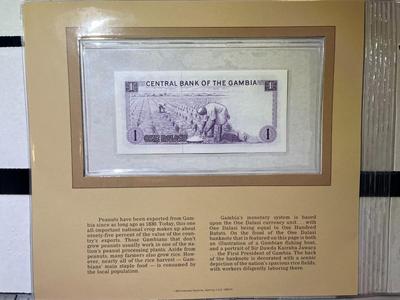 CENTRAL BANK OF THE GAMBIA
1
1
ONE DALASI
1
1
Peanuts have been exported from Gam-
bia since as long ago as 1830. Today, this one
all important national crop makes up about
ninety-five percent of the value of the coun-
try's exports. Those Gambians that don't
grow peanuts usually work in one of the na-
tion's peanut processing plants. Aside from
peanuts, many farmers also grow rice. How-
ever, nearly all of the rice harvest — Gam-
bians' main staple food — is consumed by
the local population.
Gambia's monetary system is based
upon the One Dalasi currency unit . . . with
One Dalasi being equal to One Hundred
Bututs. On the front of the One Dalasi
banknote that is featured on this page is both
an illustration of a Gambian fishing boat,
and a portrait of Sir Dawda Kairaba Jawara
. . . the First President of Gambia. The back
of the banknote is decorated with a scenic
depiction of the nation's spacious rice fields,
with workers diligently laboring there.